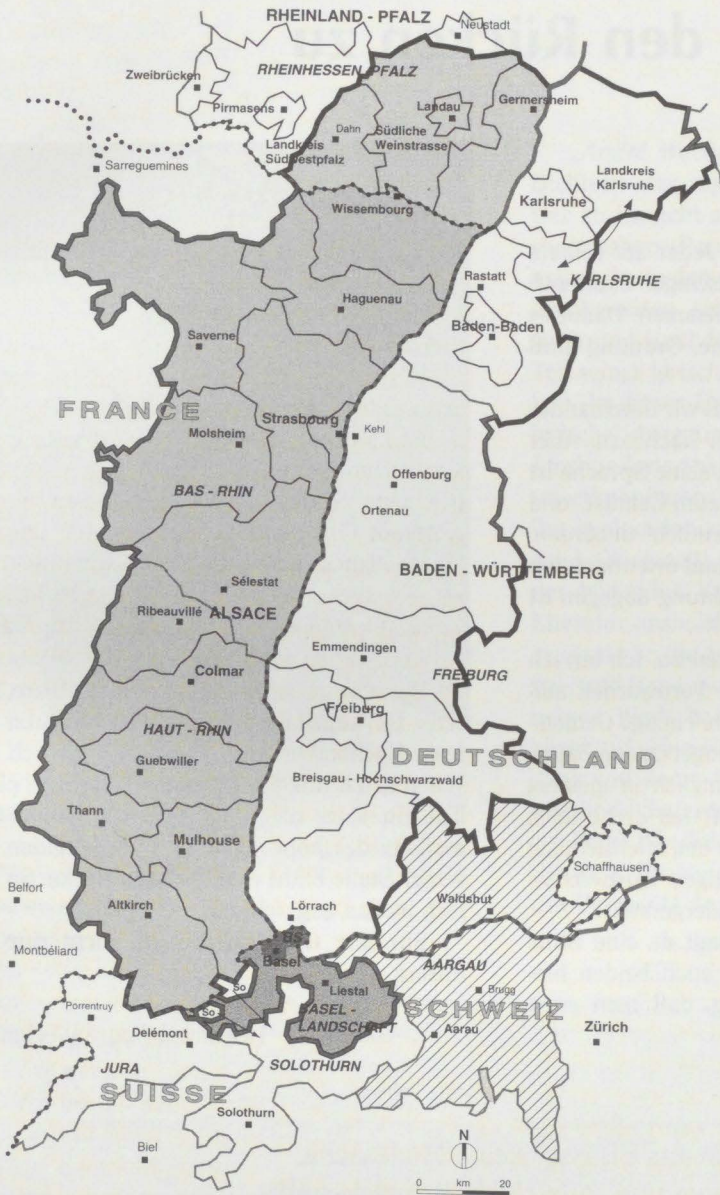 den Ri
RHEINLAND - PFALZ
Neustadt
RHEINHESSEN-PFALZ
Zweibrücken
Pirmasens
Landau
Germersheim
Dahn
Südliche
Weinstrasse
Landkreis
Südwestpfalz
Sarreguemines
Landkreis
Karlsruhe
Wissembourg
Karlsruhe
Rastatt
KARLSRUHE
Haguenau
Baden-Baden
Saverne
FRANCE
Strasbourg
Kehl
Molsheim
Offenburg
BAS - RHIN
Ortenau
BADEN - WÜRTTEMBERG
Sélestat
Ribeauvillé
ALSACE
Emmendingen
Colmar
FREIBURG
Freiburg
HAUT - RHIN
DEUTSCHLAND
Guebwiller
Breisgau - Hochschwarzwald
Thann
Mulhouse
Schaffhausen
Belfort
Altkirch
Lörrach
Waldshut
BS
Montbéliard
Basel
AARGAU
So
Liestal
Brugg
Porrentruy
So
BASEL -
LANDSCHAFT
SCHWEIZ
Delémont
Aarau
Zürich
JURA
SOLOTHURN
SUISSE
Solothurn
Biel
N
0 km 20